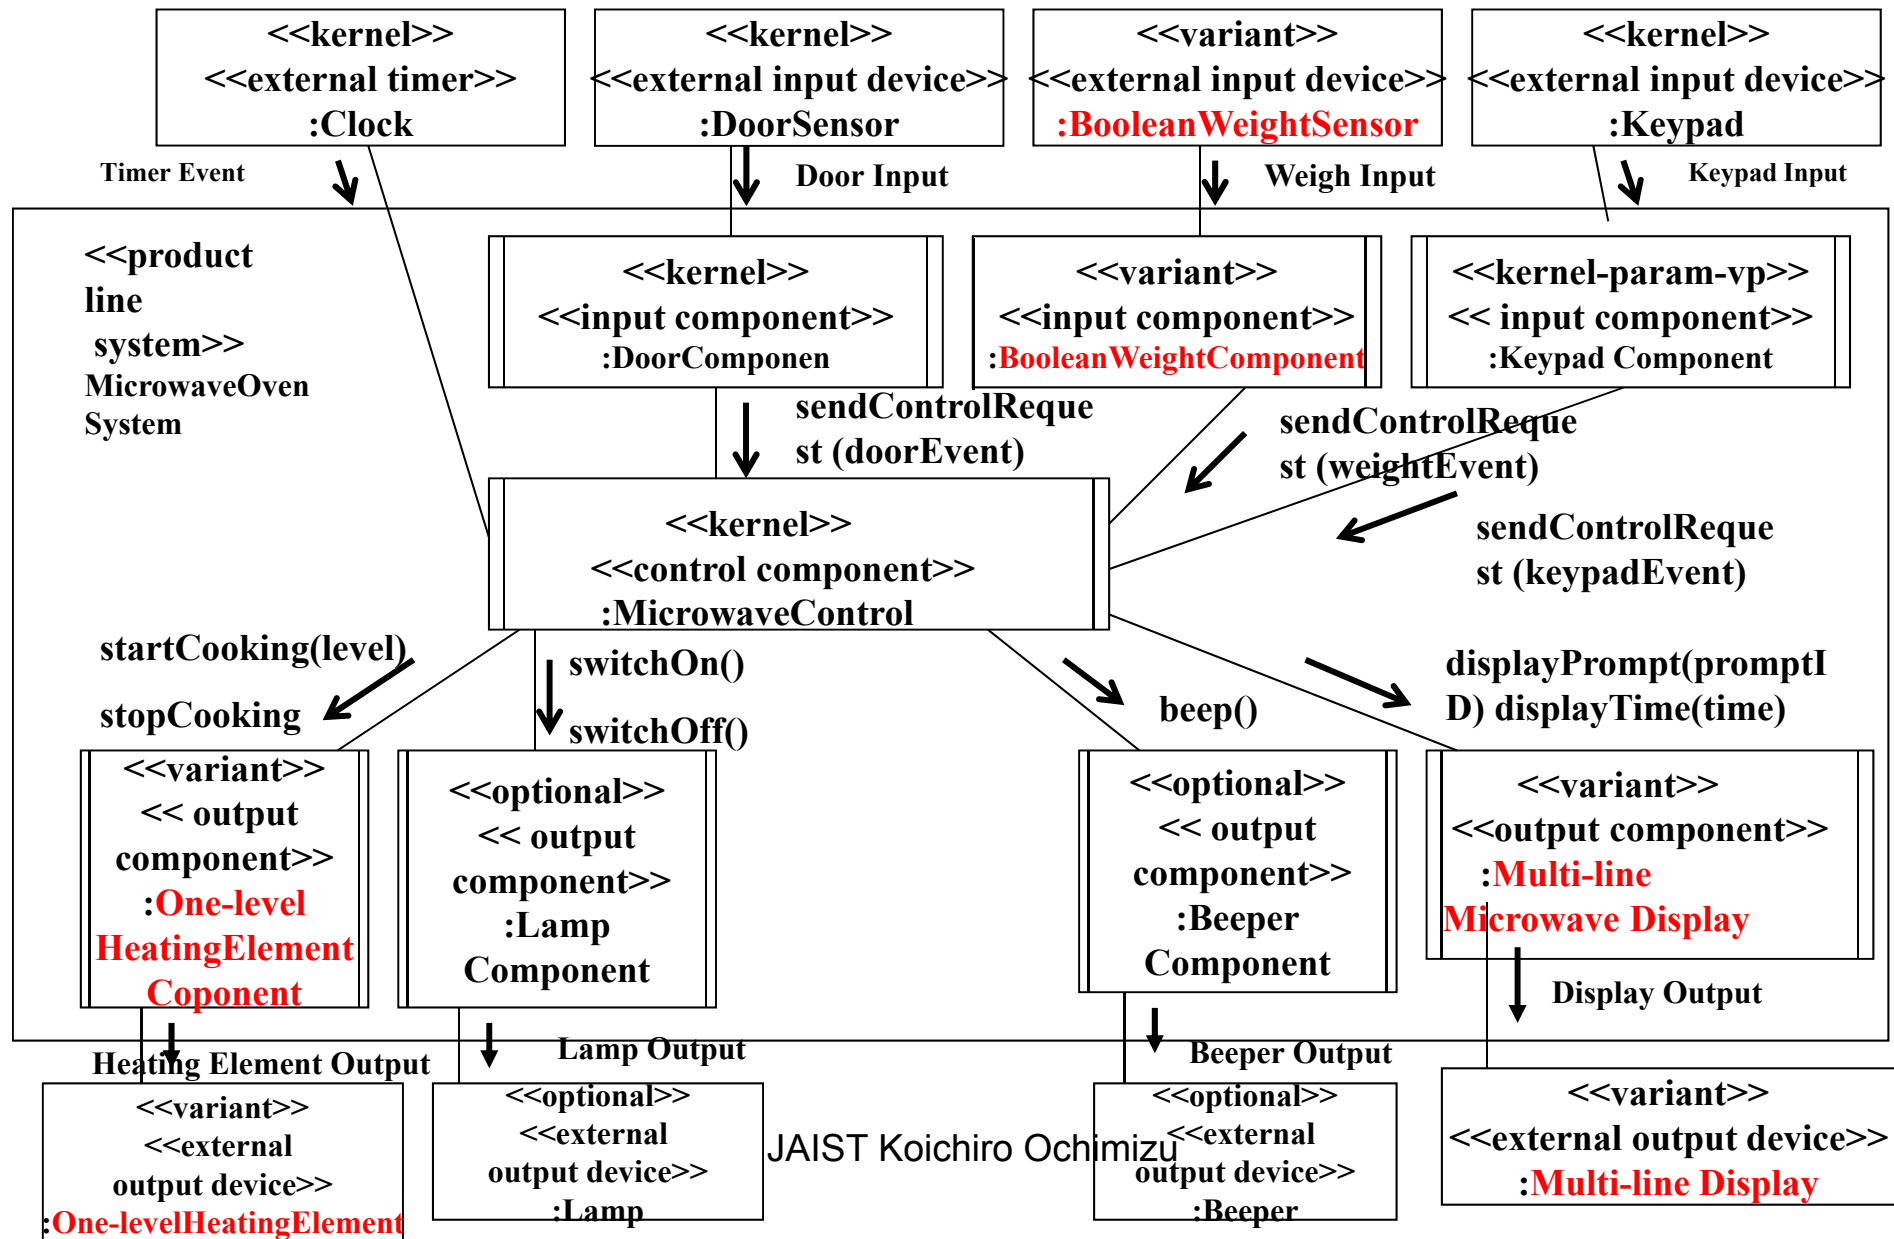 <<kernel>>
<<external timer>>
:Clock
<<kernel>>
<<external input device>>
:DoorSensor
<<variant>>
<<external input device>>
:BooleanWeightSensor
<<kernel>>
<<external input device>>
:Keypad
Timer Event
Door Input
Weigh Input
Keypad Input
<<product
line
system>>
MicrowaveOven
System
<<kernel>>
<<input component>>
:DoorComponen
<<variant>>
<<input component>>
:BooleanWeightComponent
<<kernel-param-vp>>
<< input component>>
:Keypad Component
sendControlReque
st (doorEvent)
sendControlReque
st (weightEvent)
sendControlReque
st (keypadEvent)
<<kernel>>
<<control component>>
:MicrowaveControl
startCooking(level)
stopCooking
switchOn()
switchOff()
beep()
displayPrompt(promptI
D) displayTime(time)
<<variant>>
<< output
component>>
:One-level
HeatingElement
Coponent
<<optional>>
<< output
component>>
:Lamp
Component
<<optional>>
<< output
component>>
:Beeper
Component
<<variant>>
<<output component>>
:Multi-line
Microwave Display
Heating Element Output
Lamp Output
Beeper Output
Display Output
<<variant>>
<<external
output device>>
:One-levelHeatingElement
<<optional>>
<<external
output device>>
:Lamp
JAIST Koichiro Ochimizu
<<optional>>
<<external
output device>>
:Beeper
<<variant>>
<<external output device>>
:Multi-line Display